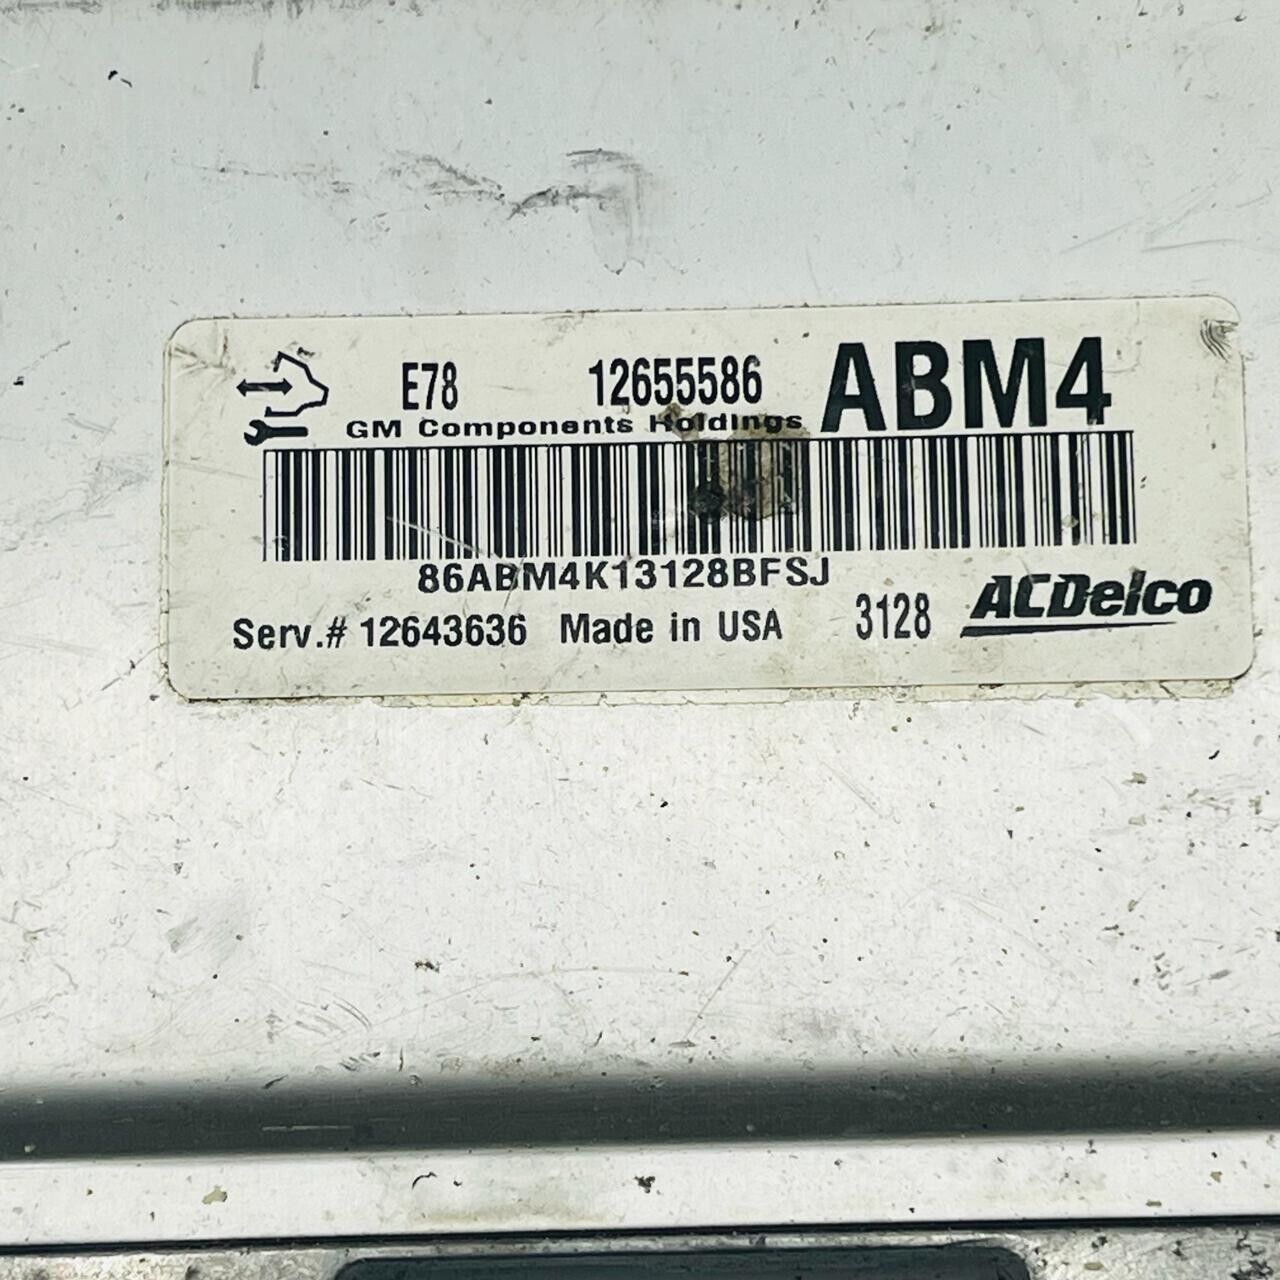 E78 12655586 ABM4
GM Components Holdings
86ABM4K13128BFSJ
Serv.# 12643636 Made in USA 3128 ACDelco